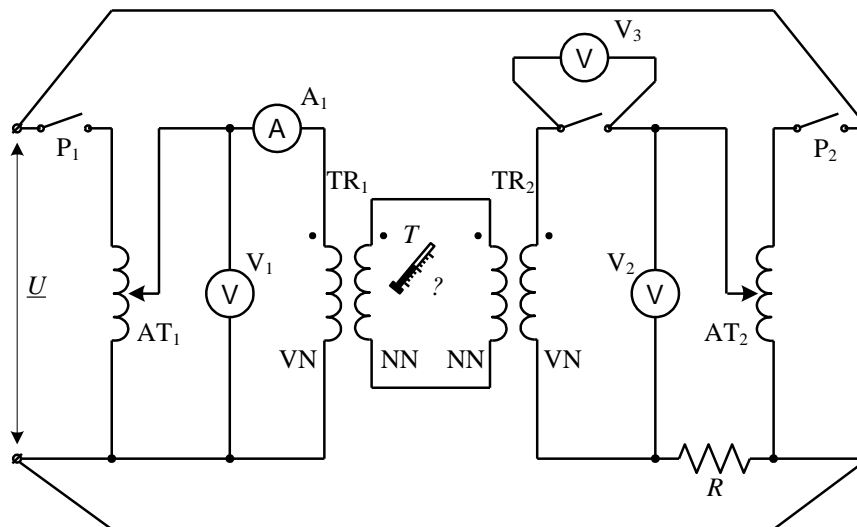 V₃
V
A₁
A
P₁
P₂
TR₁
TR₂
T
?
U
V₁
V
V₂
V
AT₁
AT₂
VN
NN
NN
VN
R